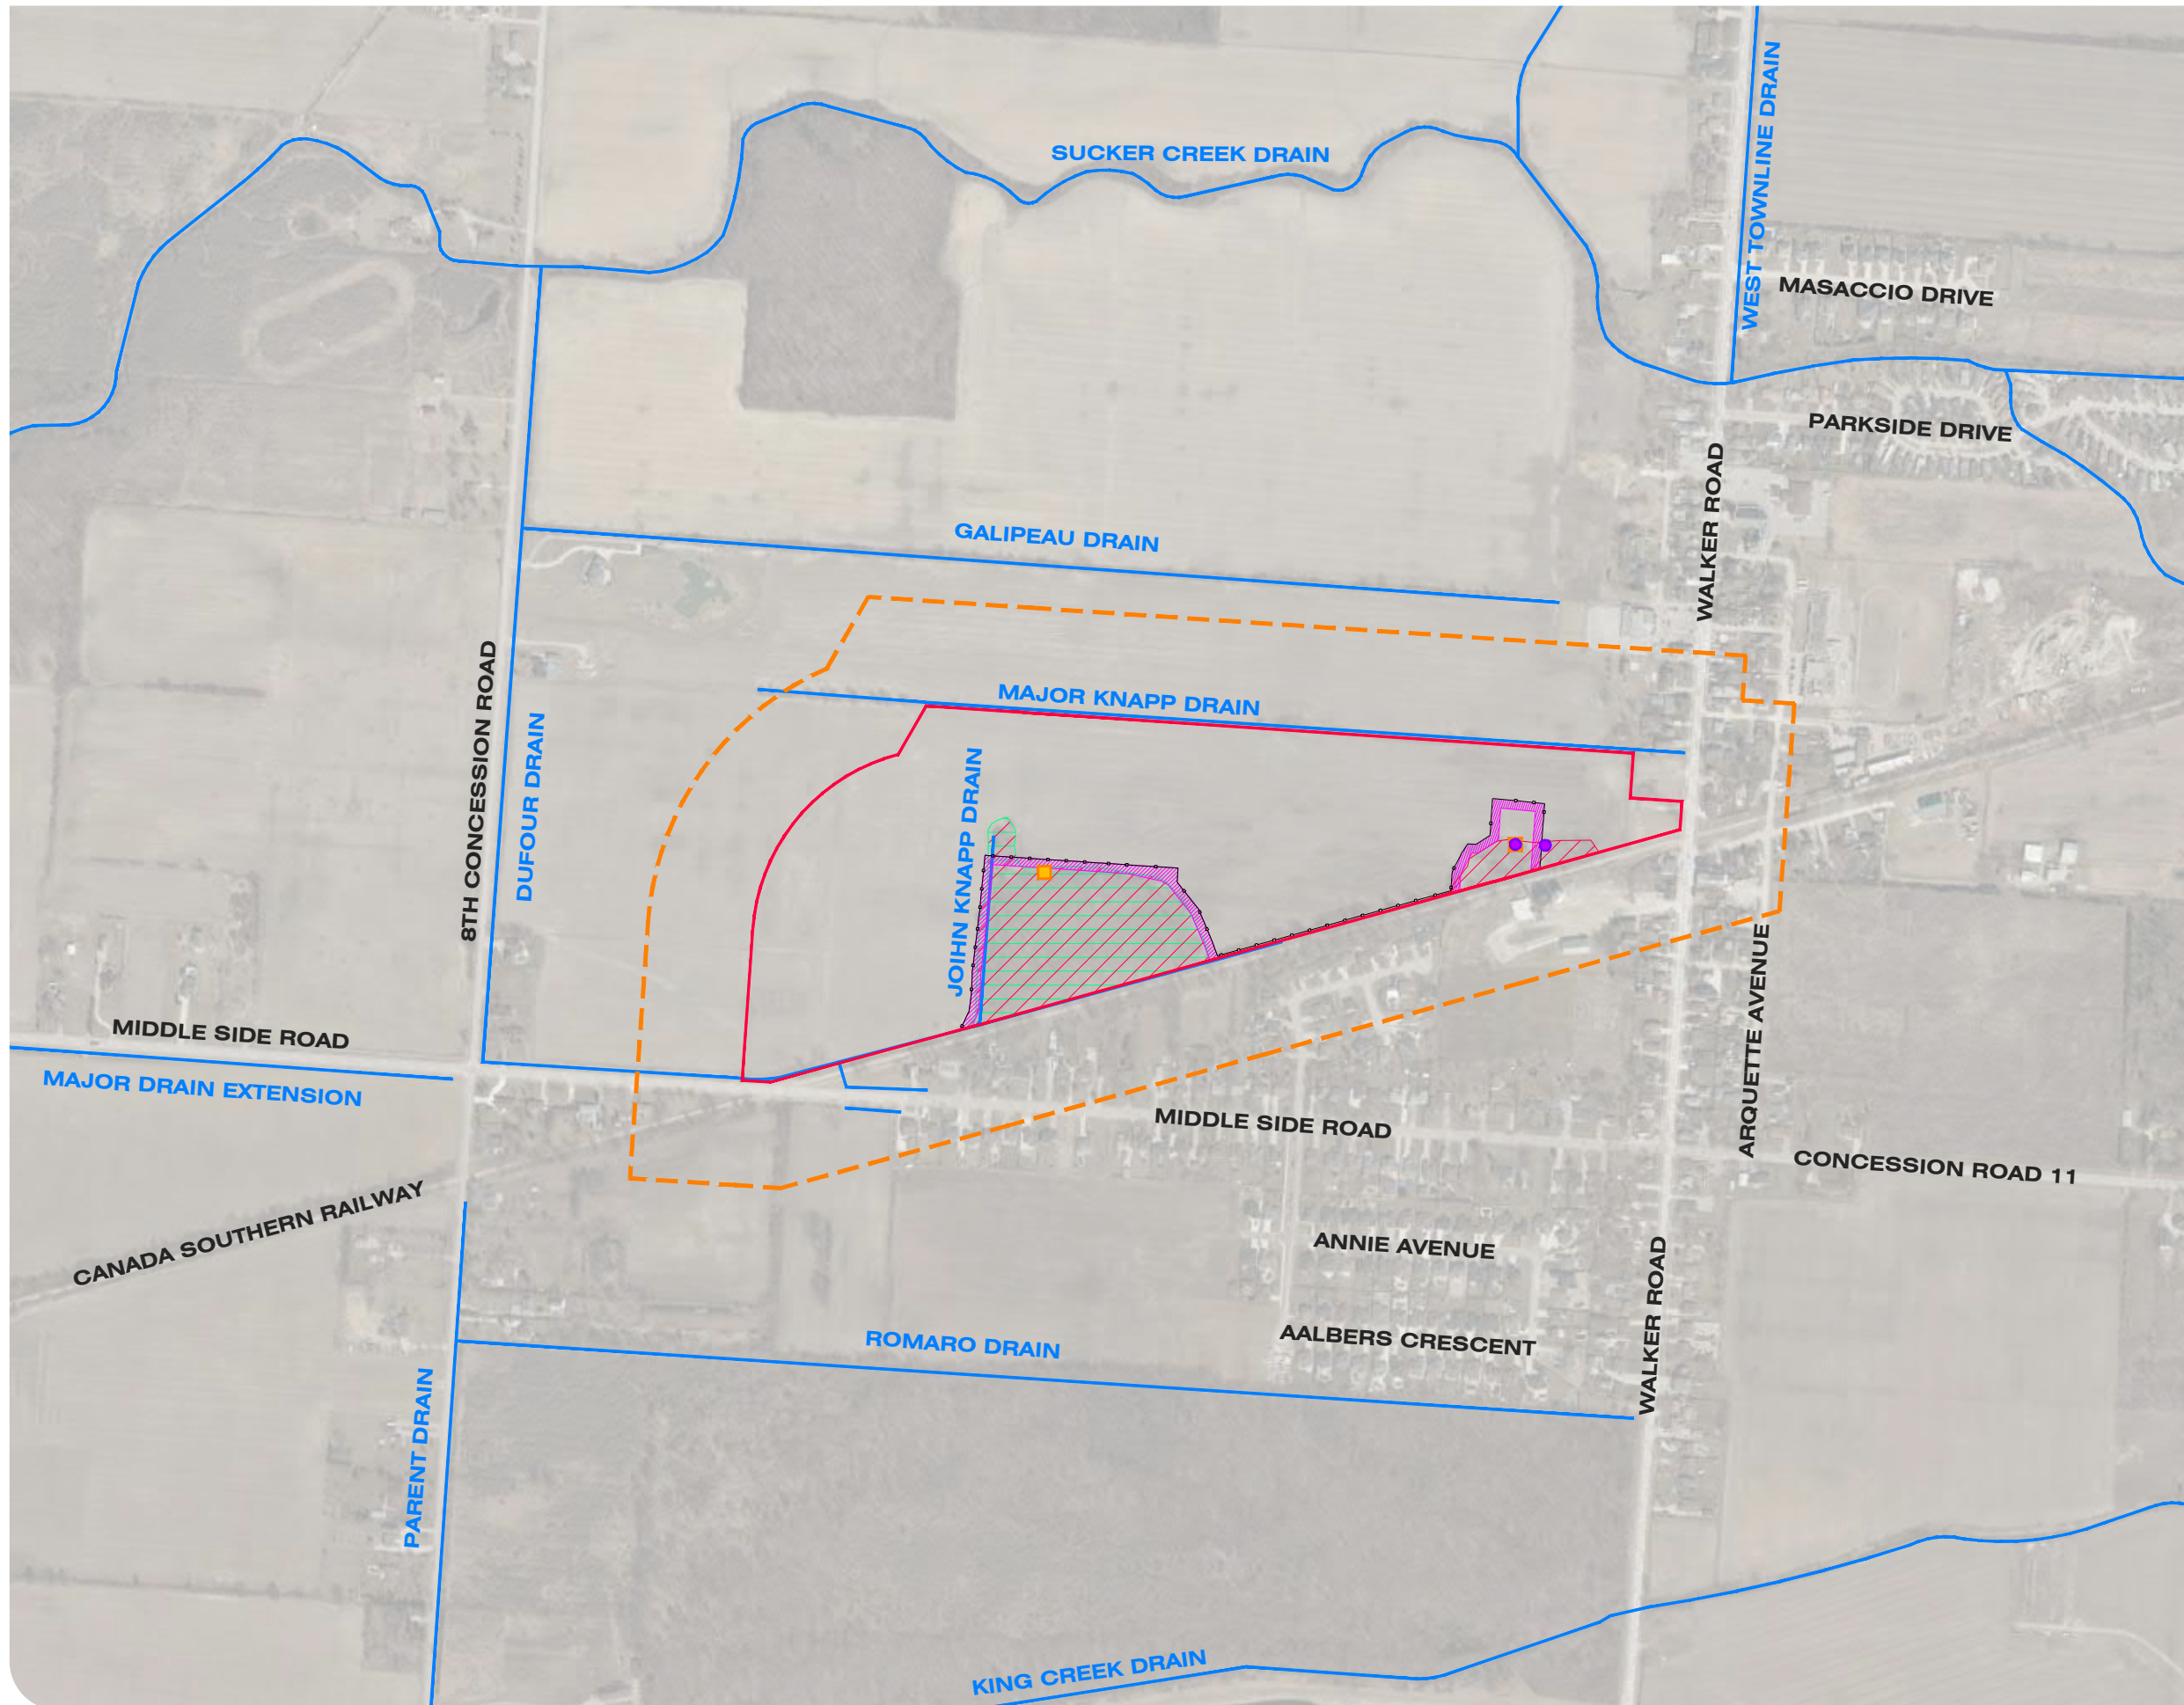 SUCKER CREEK DRAIN
WEST TOWNLINE DRAIN
MASACCIO DRIVE
PARKSIDE DRIVE
WALKER ROAD
GALIPEAU DRAIN
8TH CONCESSION ROAD
DUFOUR DRAIN
MAJOR KNAPP DRAIN
JOIHN KNAPP DRAIN
MIDDLE SIDE ROAD
MAJOR DRAIN EXTENSION
ARQUETTE AVENUE
MIDDLE SIDE ROAD
CONCESSION ROAD 11
CANADA SOUTHERN RAILWAY
ANNIE AVENUE
WALKER ROAD
AALBERS CRESCENT
ROMARO DRAIN
PARENT DRAIN
KING CREEK DRAIN